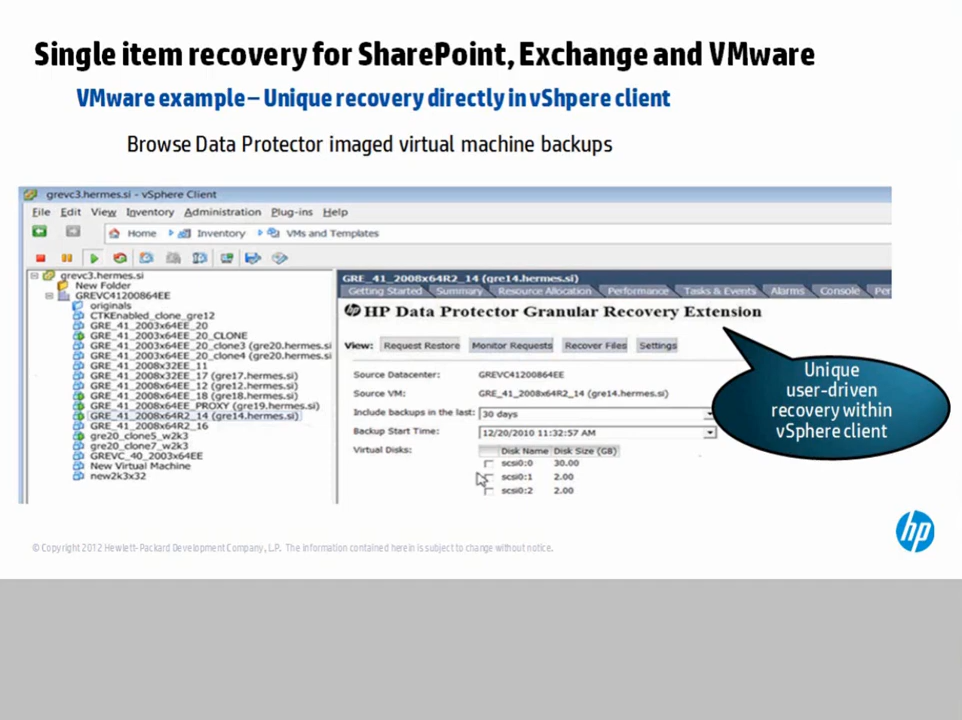 Single item recovery for SharePoint, Exchange and VMware
VMware example – Unique recovery directly in vShpere client
Browse Data Protector imaged virtual machine backups
grevc3.hermes.si - vSphere Client
File Edit View Inventory Administration Plug-ins Help
Home Inventory VMs and Templates
grevc3.hermes.si
New Folder
GREVC41200864EE
originals
CTKEnabled_clone_gre12
GRE_41_2003x64EE_20
GRE_41_2003x64EE_20_CLONE
GRE_41_2003x64EE_20_clone3 (gre20.hermes.si
GRE_41_2003x64EE_20_clone4 (gre20.hermes.si
GRE_41_2008x32EE_11
GRE_41_2008x32EE_17 (gre17.hermes.si)
GRE_41_2008x64EE_12 (gre12.hermes.si)
GRE_41_2008x64EE_18 (gre18.hermes.si)
GRE_41_2008x64EE_PROXY (gre19.hermes.si)
GRE_41_2008x64R2_14 (gre14.hermes.si)
GRE_41_2008x64R2_16
gre20_clone5_w2k3
gre20_clone7_w2k3
GREVC_40_2003x64EE
New Virtual Machine
new2k3x32
GRE_41_2008x64R2_14 (gre14.hermes.si)
Getting Started Summary Resource Allocation Performance Tasks & Events Alarms Console Per
HP Data Protector Granular Recovery Extension
View: Request Restore Monitor Requests Recover Files Settings
Source Datacenter: GREVC41200864EE
Source VM: GRE_41_2008x64R2_14 (gre14.hermes.si)
Include backups in the last: 30 days
Backup Start Time: 12/20/2010 11:32:57 AM
Virtual Disks: Disk Name Disk Size (GB)
scsi0:0 30.00
scsi0:1 2.00
scsi0:2 2.00
Unique
user-driven
recovery within
vSphere client
hp
© Copyright 2012 Hewlett-Packard Development Company, L.P. The information contained herein is subject to change without notice.